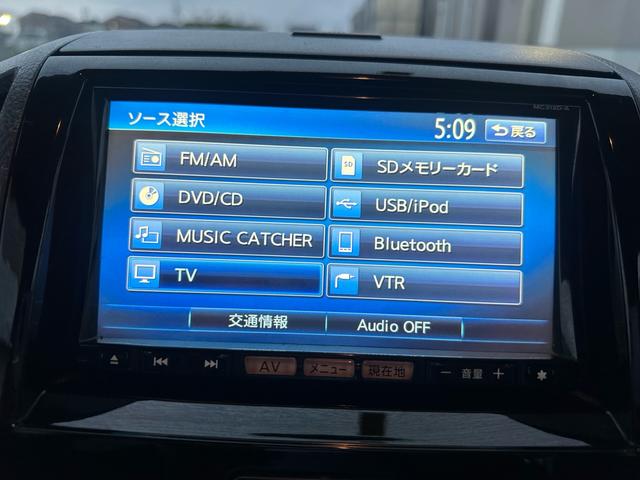 MC313D-A
ソース選択
5:09
戻る
FM/AM
SD
SDメモリーカード
DVD/CD
USB/iPod
MUSIC CATCHER
Bluetooth
TV
VTR
交通情報
Audio OFF
AV
メニュー
現在地
− 音量 +